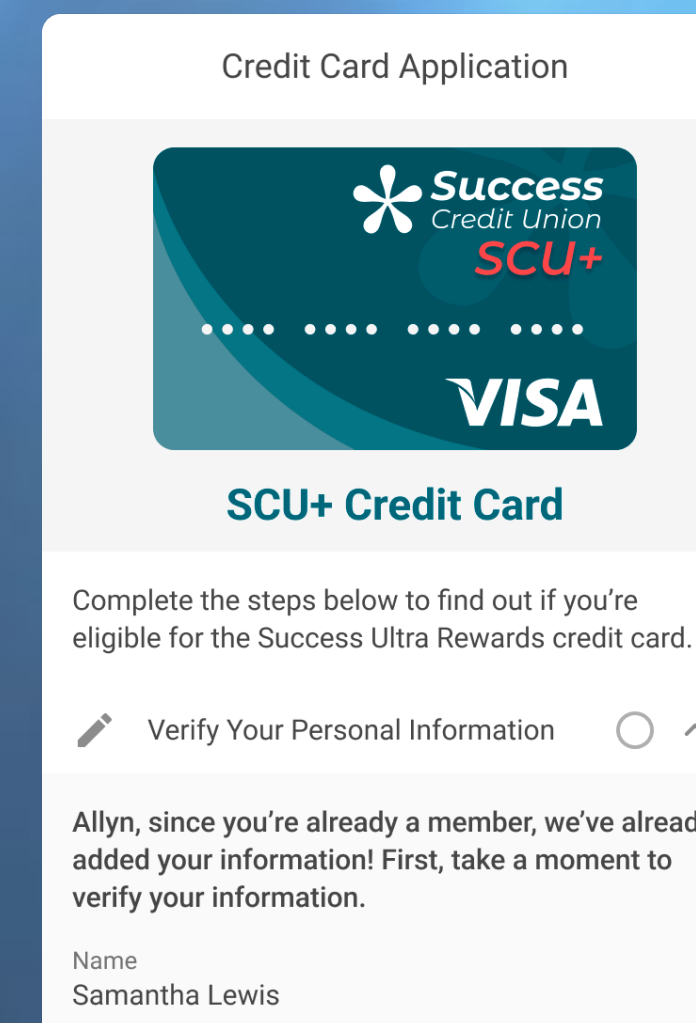 Credit Card Application
Success
Credit Union
SCU+
VISA
SCU+ Credit Card
Complete the steps below to find out if you’re
eligible for the Success Ultra Rewards credit card.
Verify Your Personal Information
Allyn, since you’re already a member, we’ve alread
added your information! First, take a moment to
verify your information.
Name
Samantha Lewis